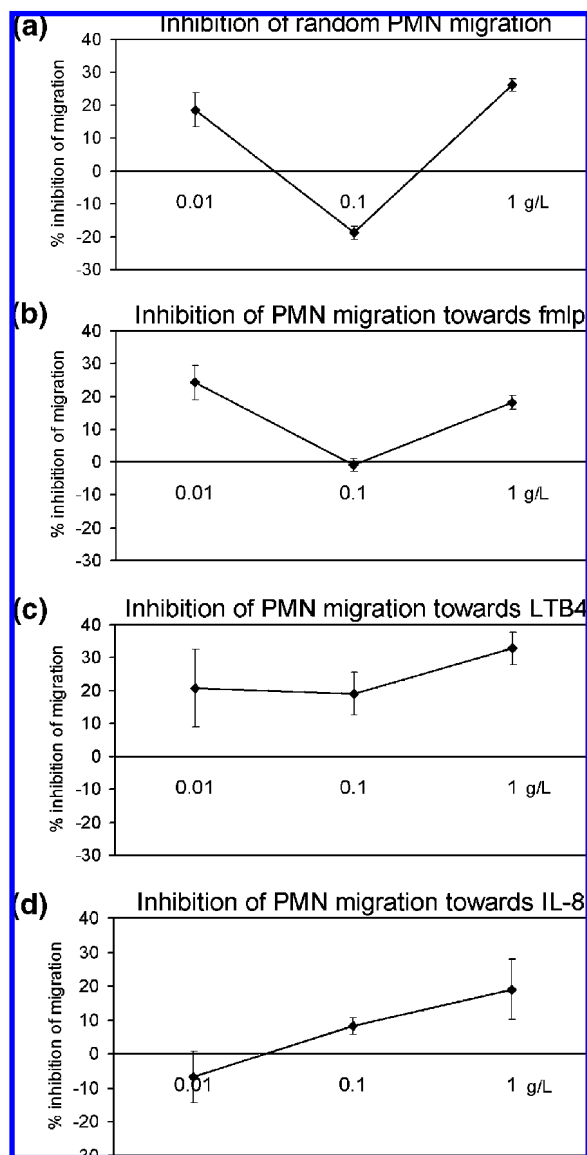 (a) Inhibition of random PMN migration
% inhibition of migration
40
30
20
10
0
-10
-20
-30
0.01 0.1 1 g/L
(b) Inhibition of PMN migration towards fmlp
% inhibition of migration
40
30
20
10
0
-10
-20
-30
0.01 0.1 1 g/L
(c) Inhibition of PMN migration towards LTB4
% inhibition of migration
40
30
20
10
0
-10
-20
-30
0.01 0.1 1 g/L
(d) Inhibition of PMN migration towards IL-8
% inhibition of migration
40
30
20
10
0
-10
-20
-30
0.01 0.1 1 g/L